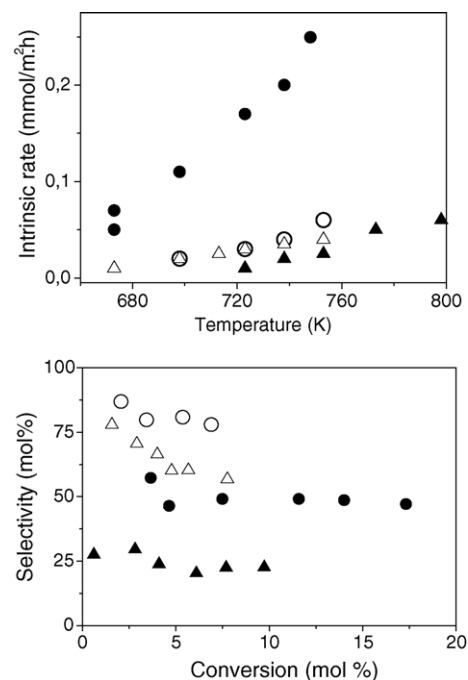 0,2
0,1
0,0
Intrinsic rate (mmol/m².h)
680 720 760 800
Temperature (K)
100
75
50
25
0
Selectivity (mol%)
0 5 10 15 20
Conversion (mol %)